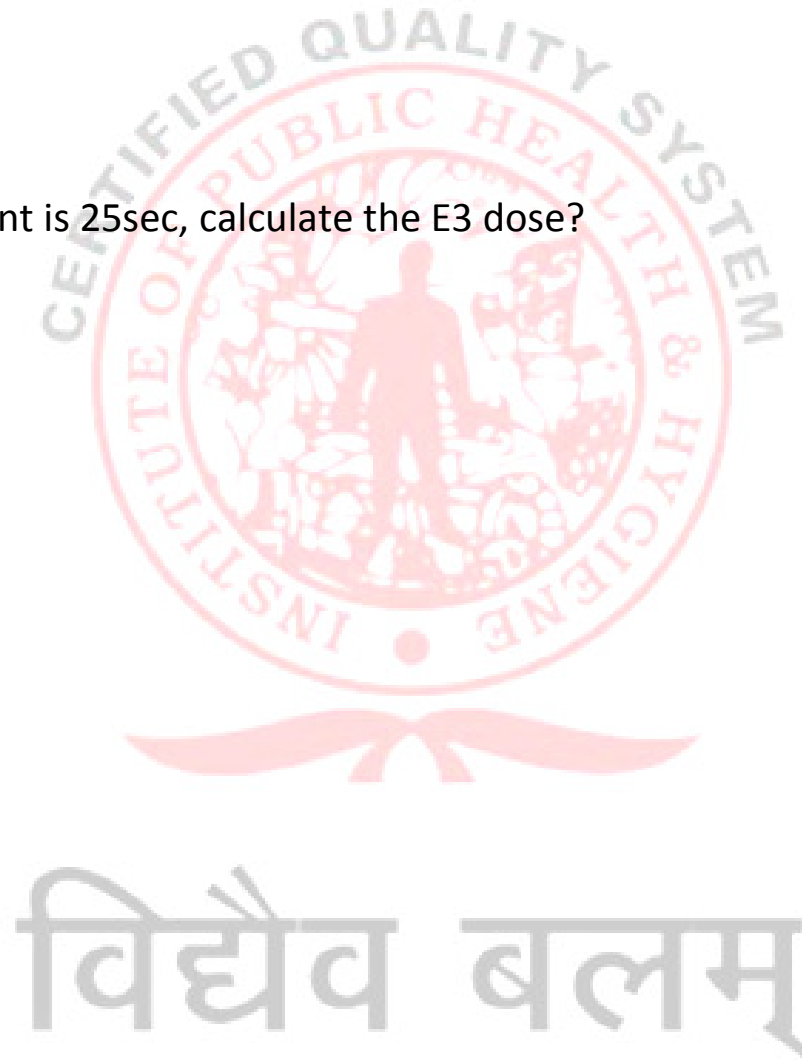 CERTIFIED QUALITY SYSTEM
INSTITUTE OF PUBLIC HEALTH & HYGIENE
nt is 25sec, calculate the E3 dose?
विद्यैव बलम्